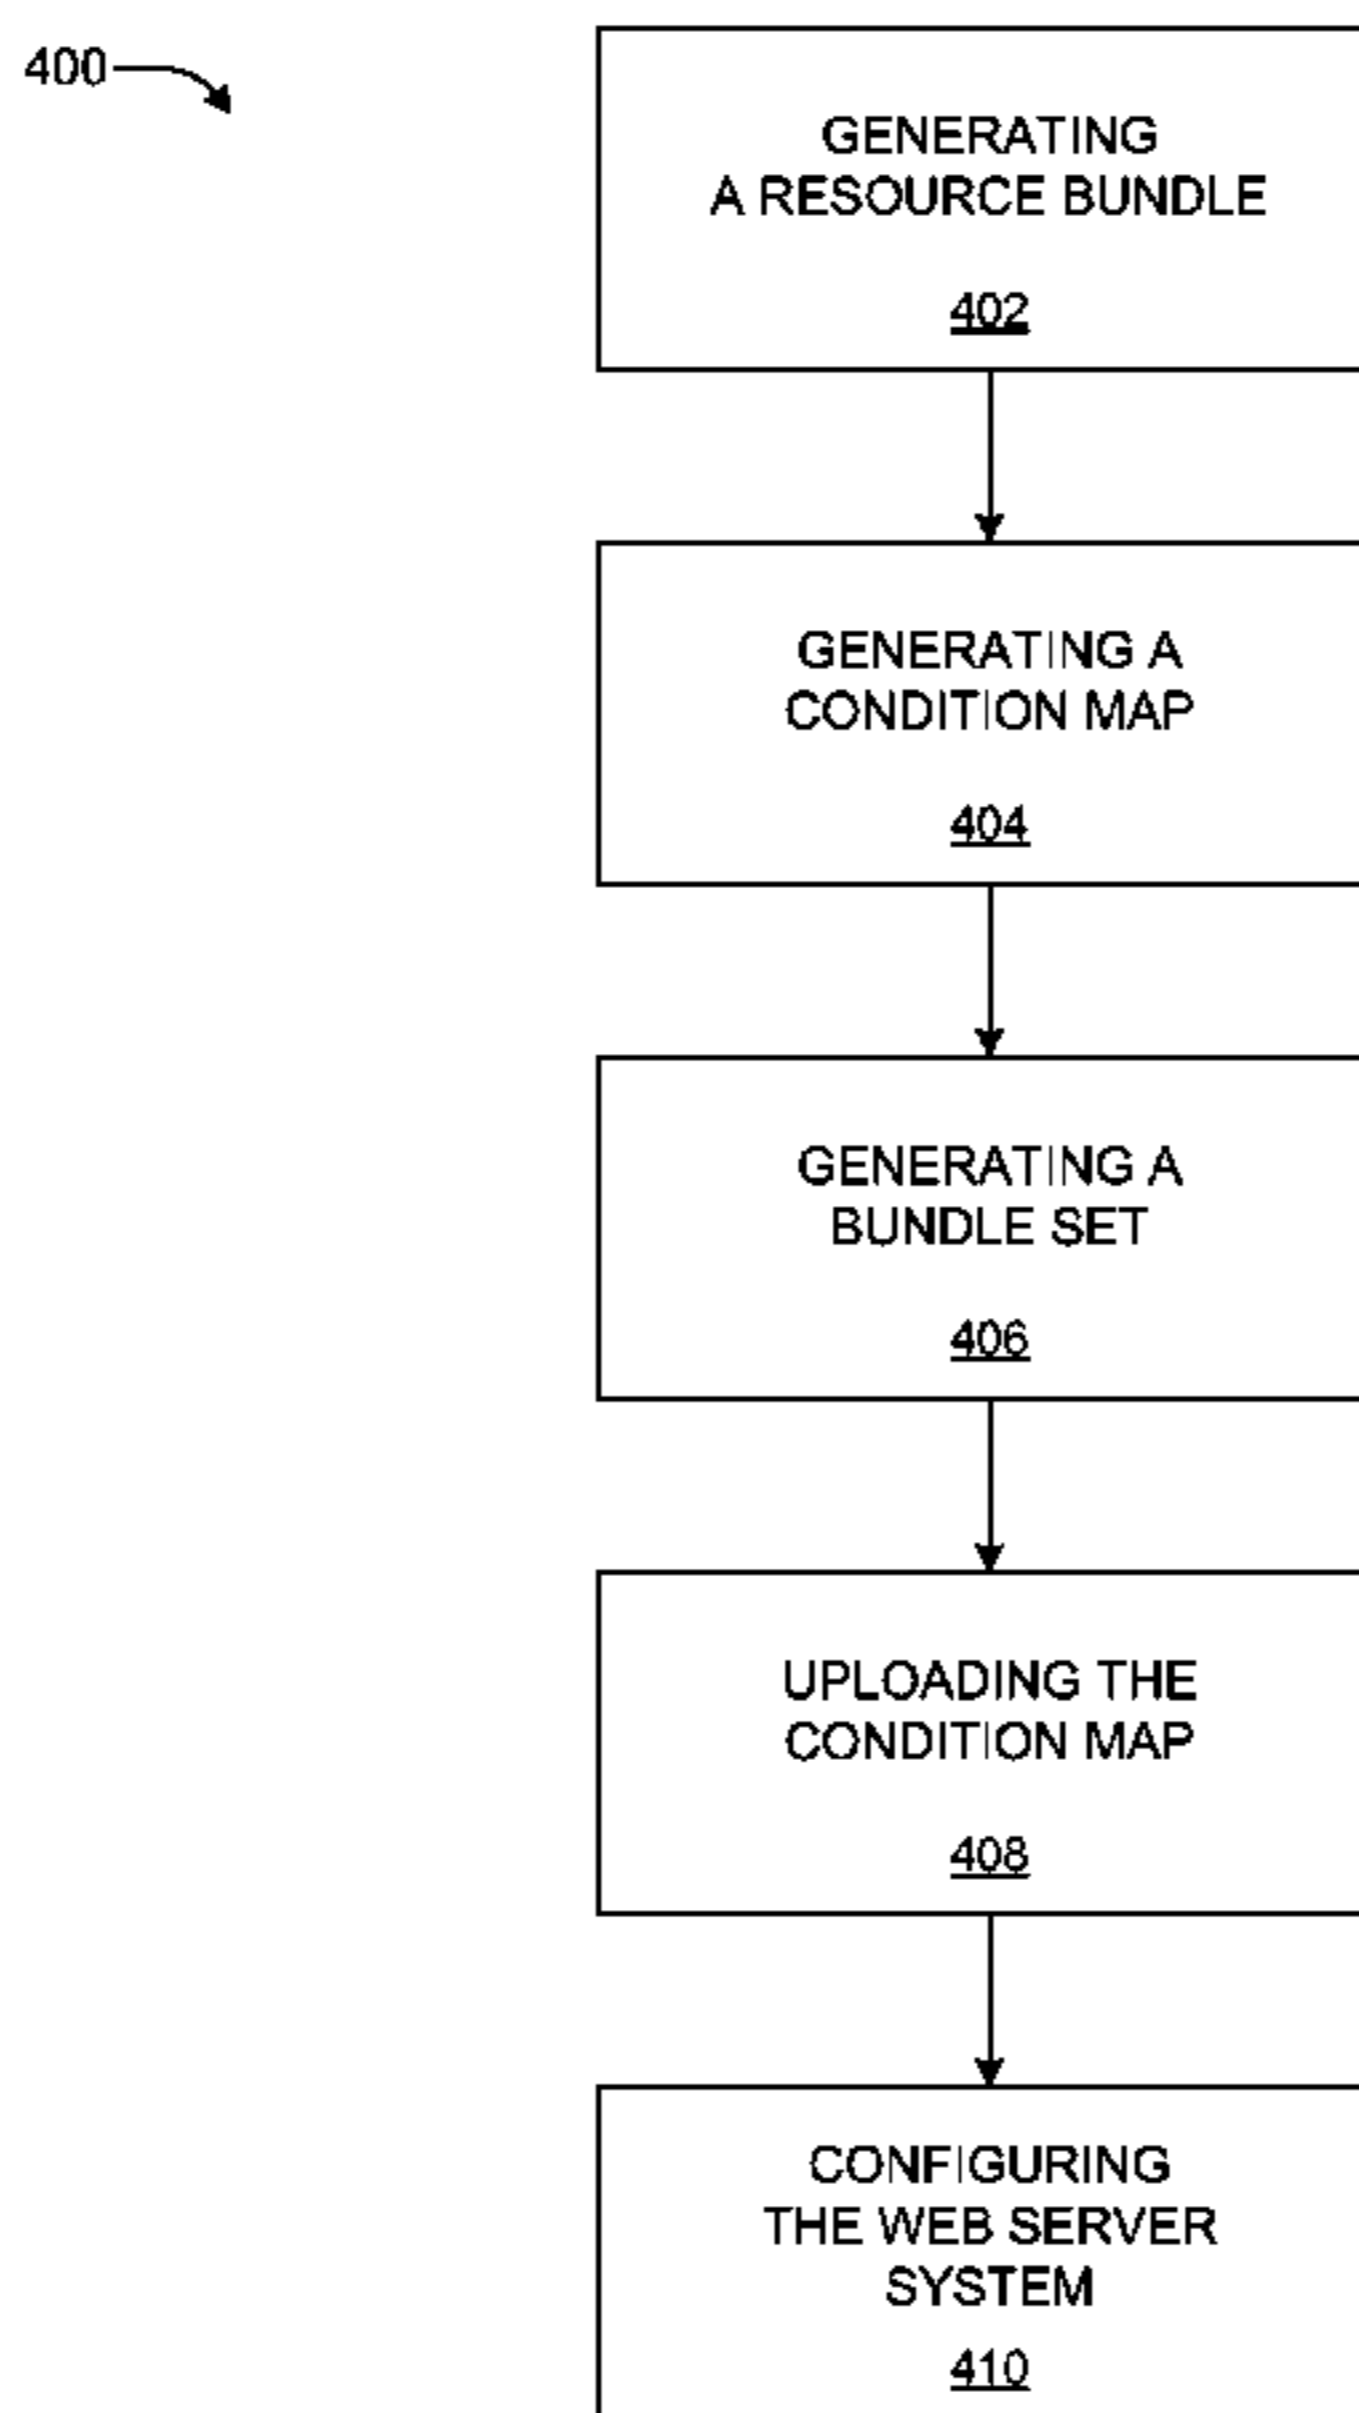 400
GENERATING
A RESOURCE BUNDLE
402
GENERATING A
CONDITION MAP
404
GENERATING A
BUNDLE SET
406
UPLOADING THE
CONDITION MAP
408
CONFIGURING
THE WEB SERVER
SYSTEM
410